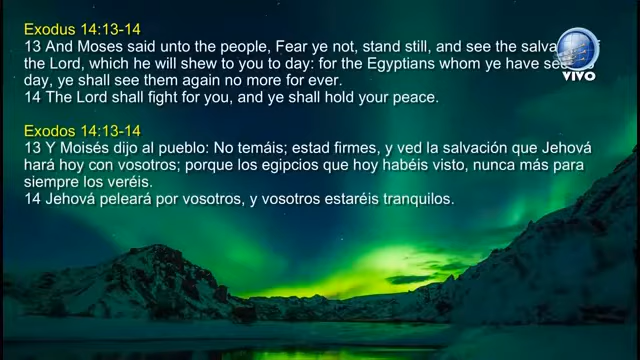 Exodus 14:13-14
13 And Moses said unto the people, Fear ye not, stand still, and see the
the Lord, which he will shew to you to day: for the Egyptians whom ye have
day, ye shall see them again no more for ever.
14 The Lord shall fight for you, and ye shall hold your peace.
VIVO
Exodos 14:13-14
13 Y Moisés dijo al pueblo: No temáis; estad firmes, y ved la salvación que Jehová
hará hoy con vosotros; porque los egipcios que hoy habéis visto, nunca más para
siempre los veréis.
14 Jehová peleará por vosotros, y vosotros estaréis tranquilos.